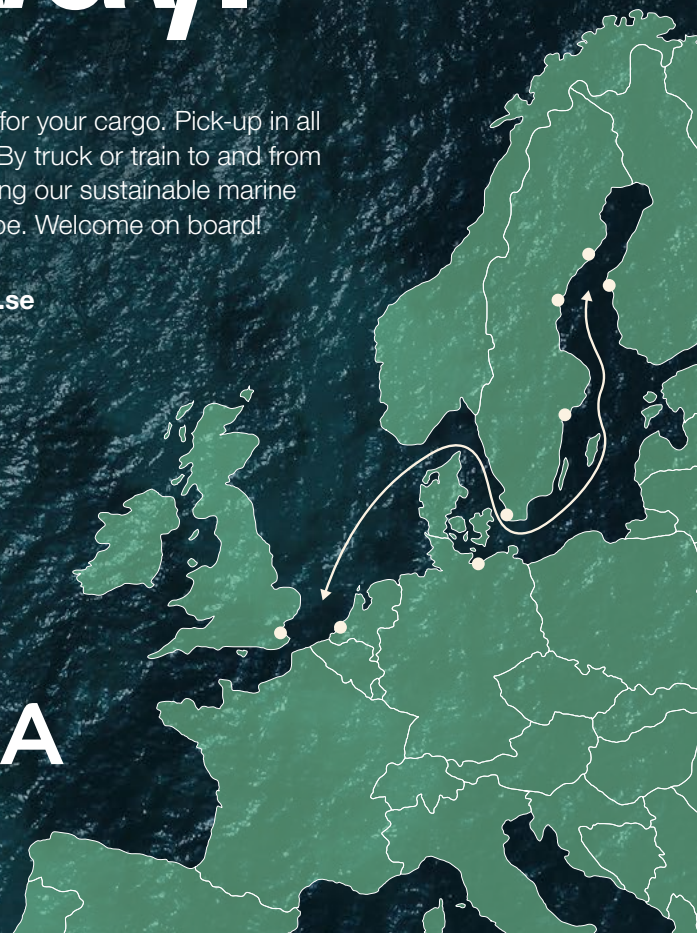 for your cargo. Pick-up in all
By truck or train to and from
ng our sustainable marine
pe. Welcome on board!
.se
A